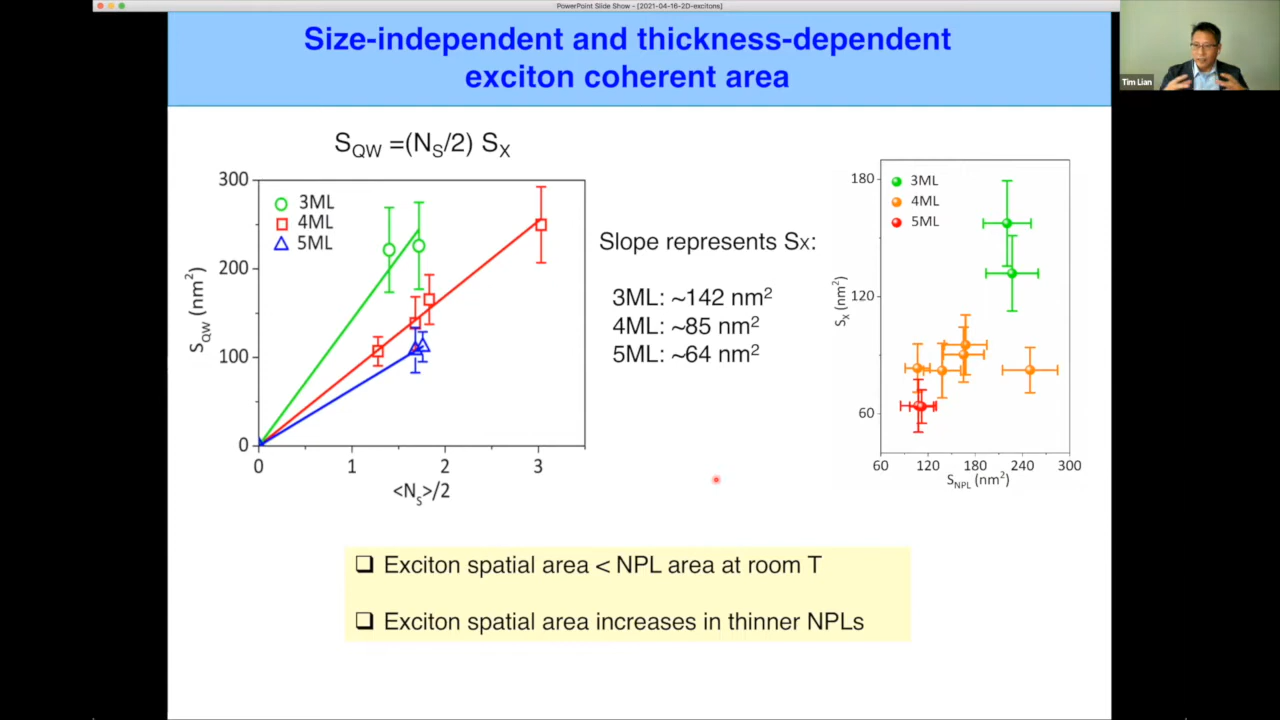 PowerPoint Slide Show - [2021-04-16-2D-excitons]
Size-independent and thickness-dependent
exciton coherent area
Tim Lian
S_QW =(N_S/2) S_X
300
200
100
0
S_QW (nm²)
3ML
4ML
5ML
0 1 2 3
<N_S>/2
Slope represents Sx:
3ML: ~142 nm²
4ML: ~85 nm²
5ML: ~64 nm²
180
120
60
S_X (nm²)
3ML
4ML
5ML
60 120 180 240 300
S_NPL (nm²)
❑ Exciton spatial area < NPL area at room T
❑ Exciton spatial area increases in thinner NPLs